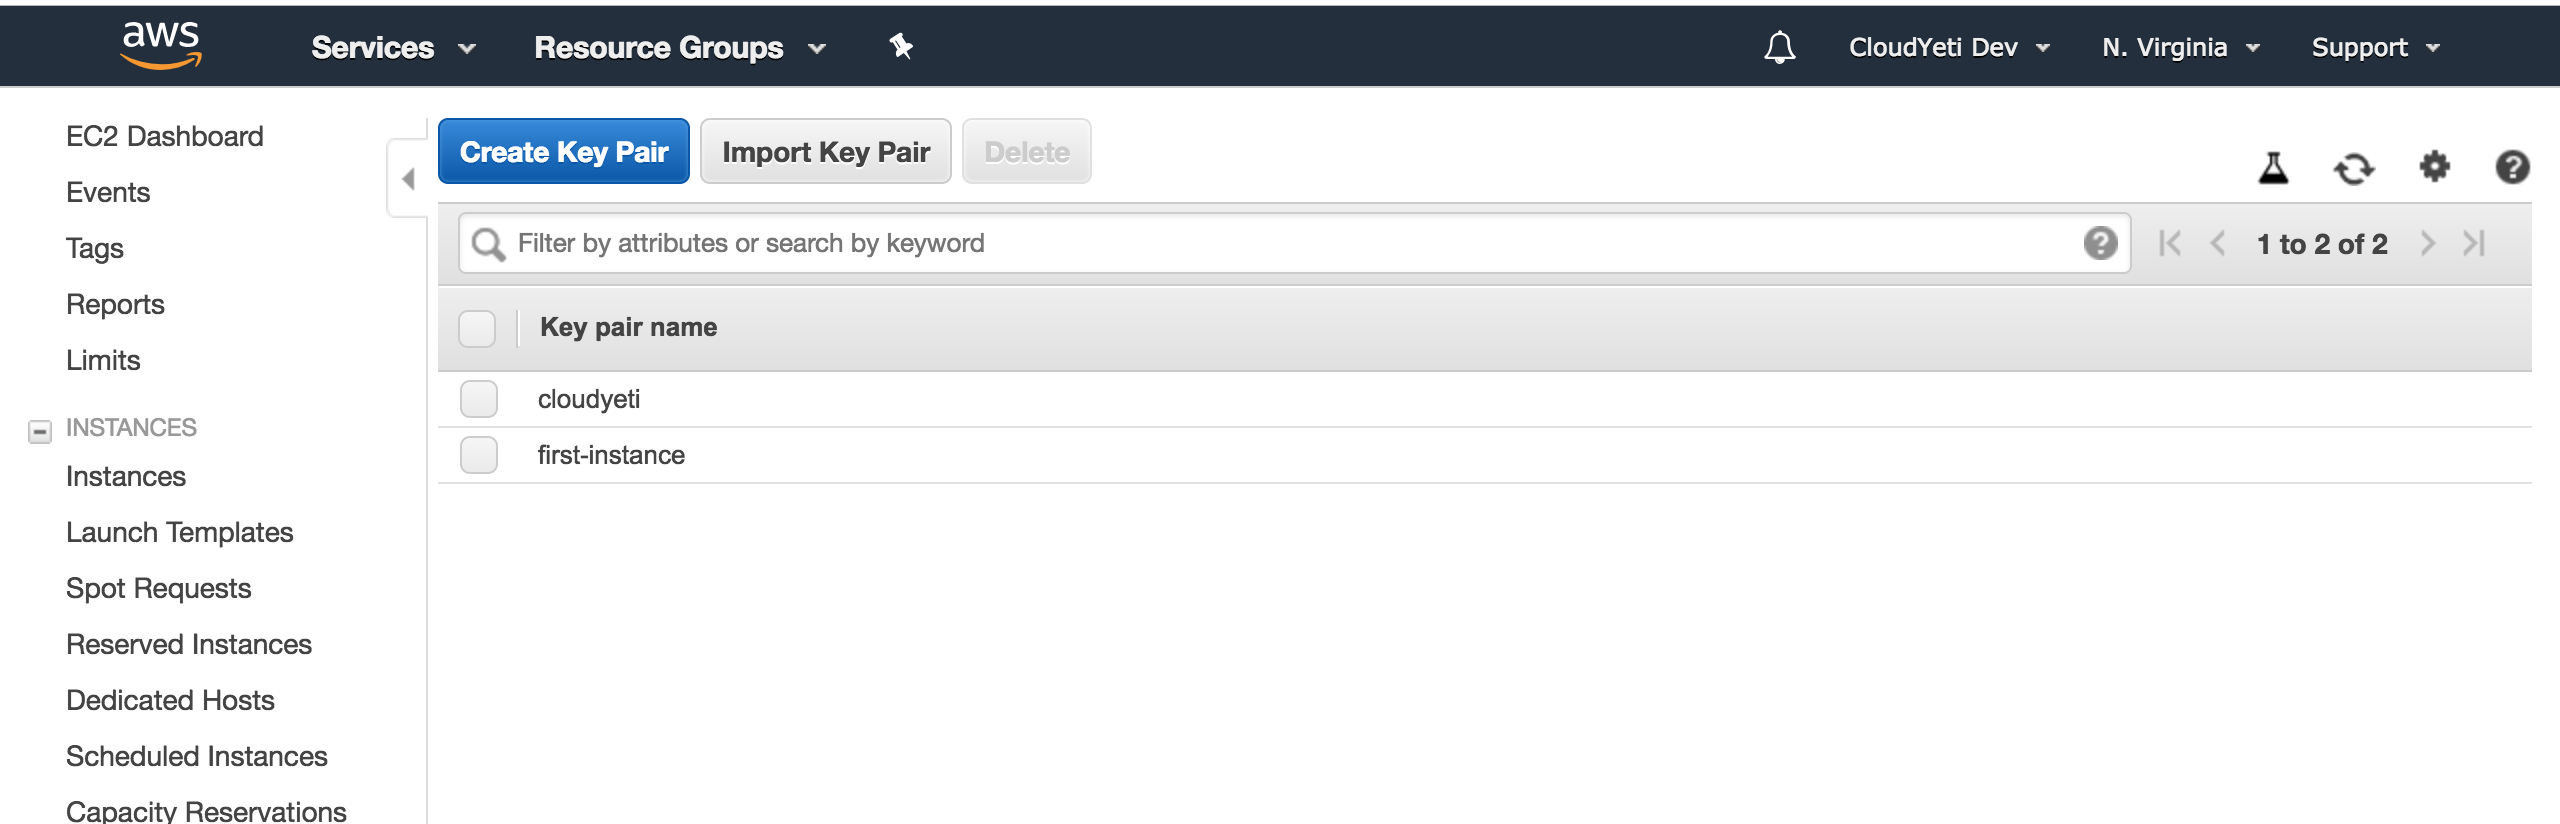 aws Services Resource Groups CloudYeti Dev N. Virginia Support
EC2 Dashboard
Events
Tags
Reports
Limits
INSTANCES
Instances
Launch Templates
Spot Requests
Reserved Instances
Dedicated Hosts
Scheduled Instances
Capacity Reservations
Create Key Pair Import Key Pair Delete
Filter by attributes or search by keyword 1 to 2 of 2
Key pair name
cloudyeti
first-instance